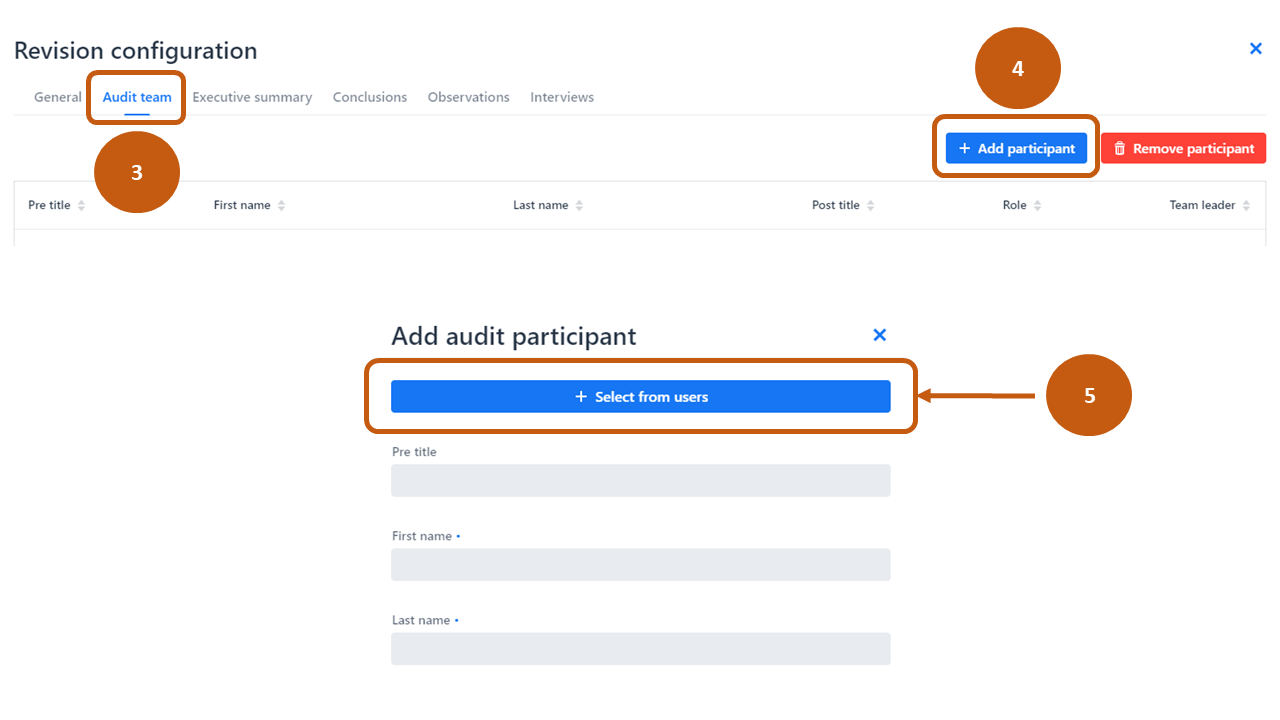 Revision configuration
4
General Audit team Executive summary Conclusions Observations Interviews
3
+ Add participant Remove participant
Pre title First name Last name Post title Role Team leader
Add audit participant
+ Select from users
5
Pre title
First name •
Last name •